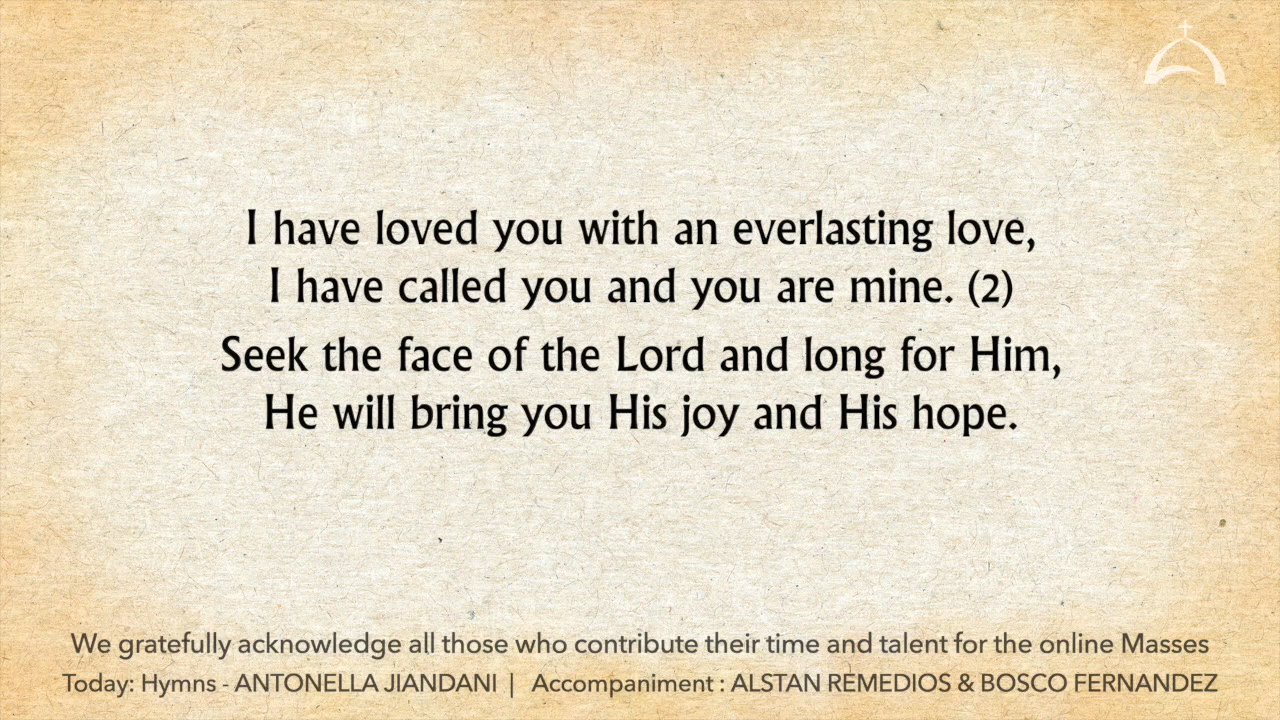 I have loved you with an everlasting love,
I have called you and you are mine. (2)
Seek the face of the Lord and long for Him,
He will bring you His joy and His hope.
We gratefully acknowledge all those who contribute their time and talent for the online Masses
Today: Hymns - ANTONELLA JIANDANI | Accompaniment : ALSTAN REMEDIOS & BOSCO FERNANDEZ